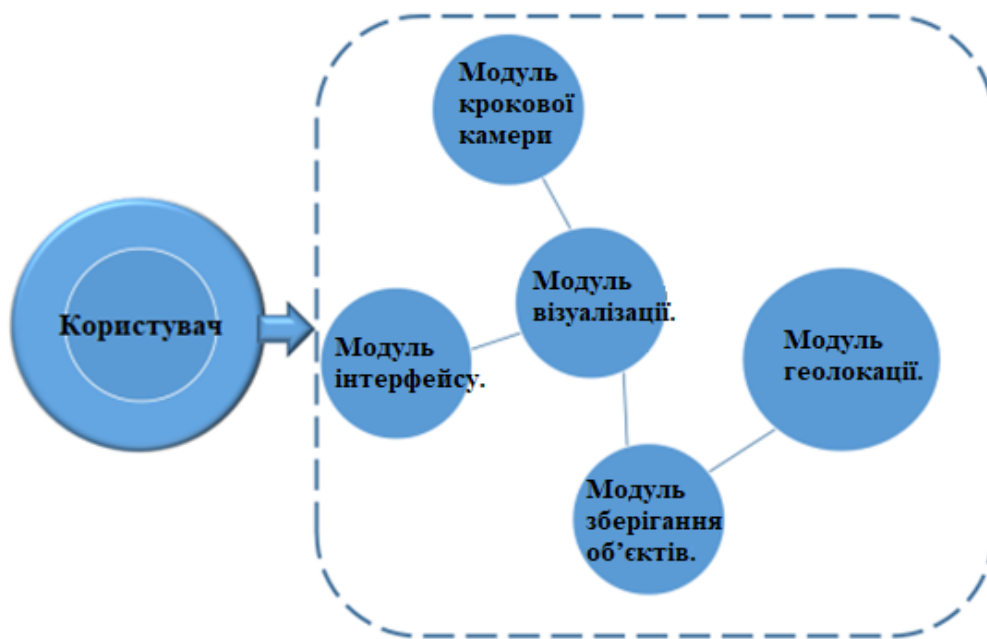 Модуль
крокової
камери
Користувач
Модуль
інтерфейсу.
Модуль
візуалізації.
Модуль
геолокації.
Модуль
зберігання
об’єктів.